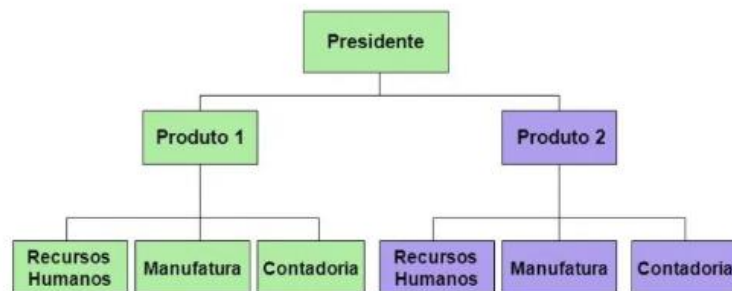 Presidente
Produto 1
Produto 2
Recursos
Humanos
Manufatura
Contadoria
Recursos
Humanos
Manufatura
Contadoria